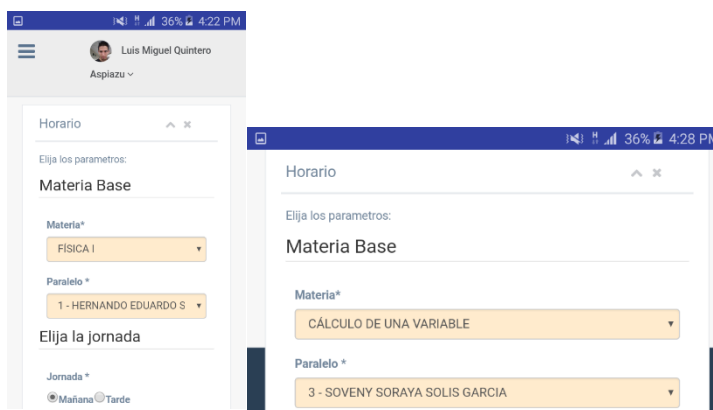 H 36% 4:22 PM
Luis Miguel Quintero
Aspiazu
Horario
Elija los parametros:
Materia Base
Materia*
FÍSICA I
Paralelo *
1 - HERNANDO EDUARDO S
Elija la jornada
Jornada *
Mañana Tarde
H 36% 4:28 PM
Horario
Elija los parametros:
Materia Base
Materia*
CÁLCULO DE UNA VARIABLE
Paralelo *
3 - SOVENY SORAYA SOLIS GARCIA